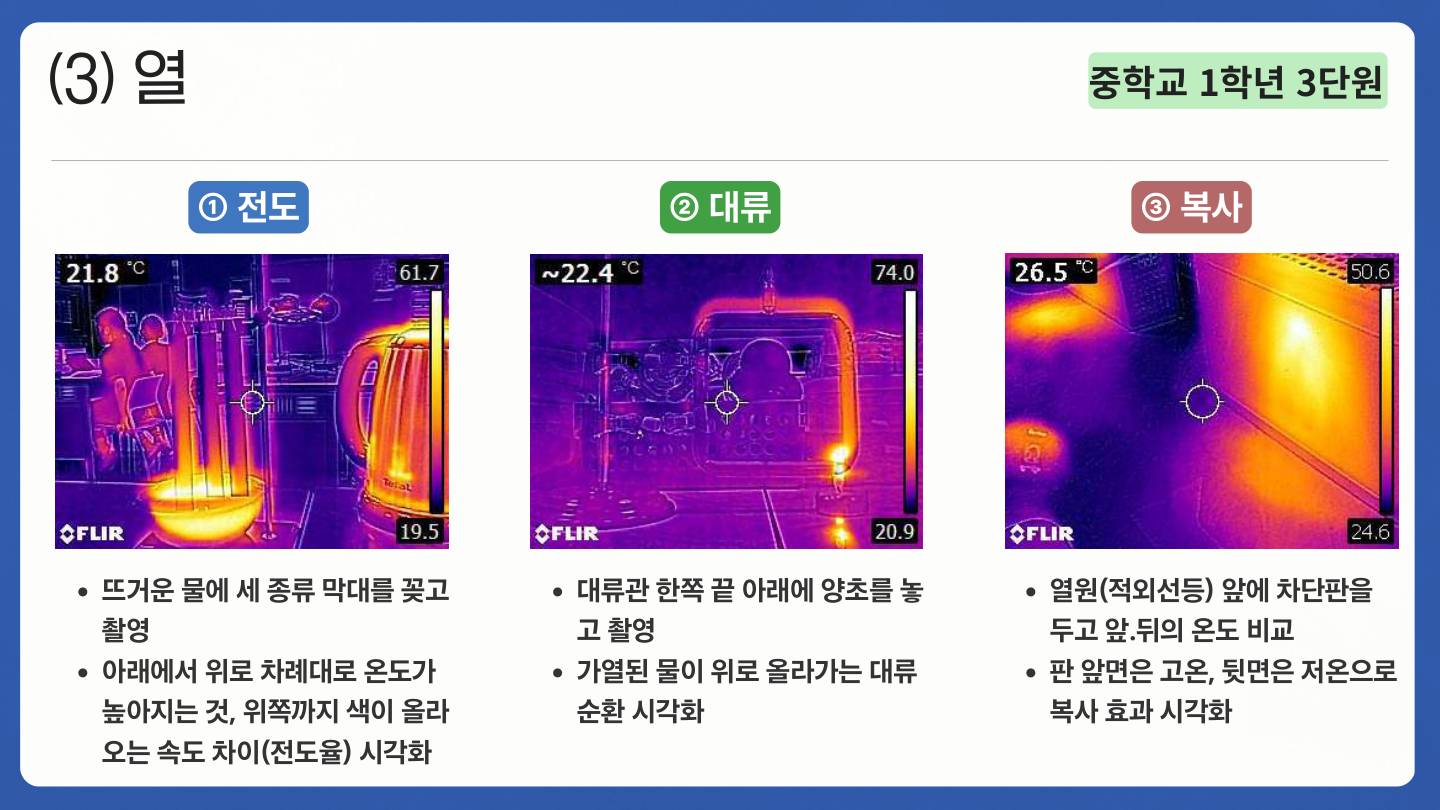 (3) 열
중학교 1학년 3단원
① 전도
② 대류
③ 복사
21.8 °C
61.7
Tefal
19.5
FLIR
~22.4 °C
74.0
20.9
FLIR
26.5 °C
50.6
24.6
FLIR
• 뜨거운 물에 세 종류 막대를 꽂고
촬영
• 아래에서 위로 차례대로 온도가
높아지는 것, 위쪽까지 색이 올라
오는 속도 차이(전도율) 시각화
• 대류관 한쪽 끝 아래에 양초를 놓
고 촬영
• 가열된 물이 위로 올라가는 대류
순환 시각화
• 열원(적외선등) 앞에 차단판을
두고 앞.뒤의 온도 비교
• 판 앞면은 고온, 뒷면은 저온으로
복사 효과 시각화